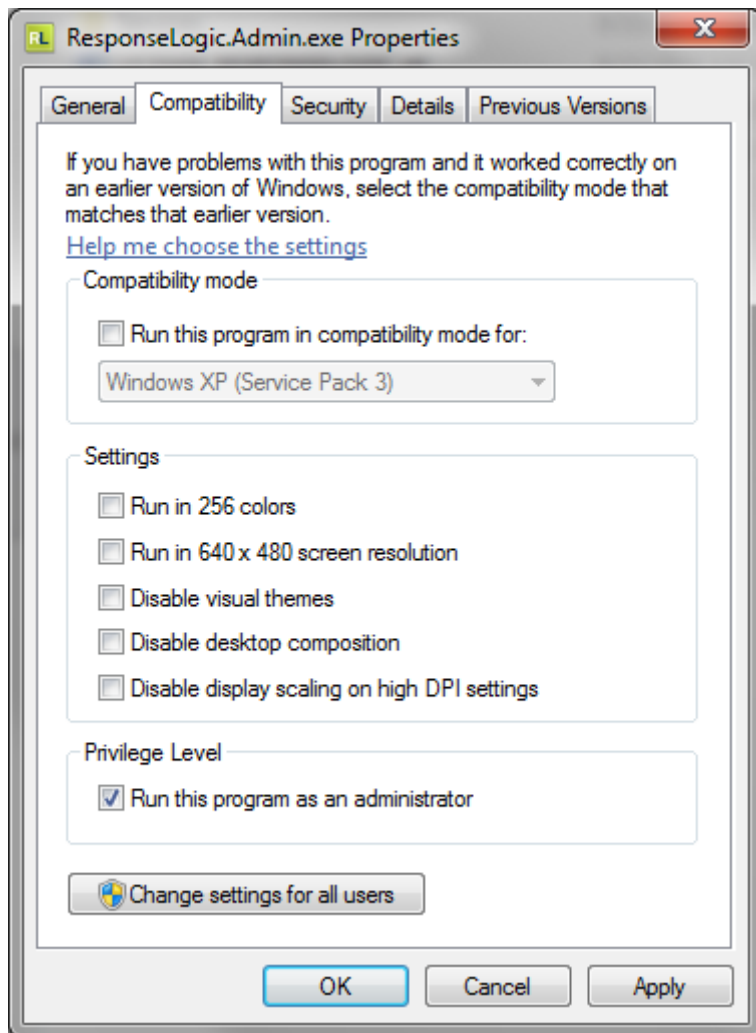 RL ResponseLogic.Admin.exe Properties
General Compatibility Security Details Previous Versions
If you have problems with this program and it worked correctly on
an earlier version of Windows, select the compatibility mode that
matches that earlier version.
Help me choose the settings
Compatibility mode
Run this program in compatibility mode for:
Windows XP (Service Pack 3)
Settings
Run in 256 colors
Run in 640 x 480 screen resolution
Disable visual themes
Disable desktop composition
Disable display scaling on high DPI settings
Privilege Level
Run this program as an administrator
Change settings for all users
OK Cancel Apply